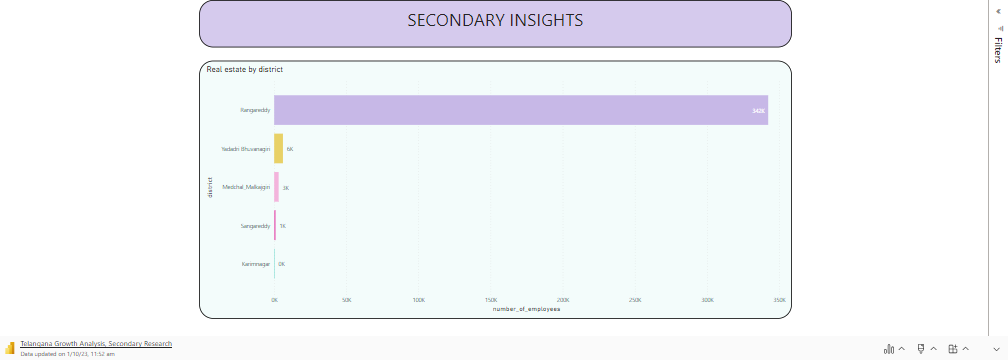 SECONDARY INSIGHTS
Real estate by district
Rangareddy
342K
Yadadri Bhuvanagiri
6K
Medchal_Malkajgiri
3K
Sangareddy
1K
Karimnagar
0K
district
0K 50K 100K 150K 200K 250K 300K 350K
number_of_employees
Filters
Telangana Growth Analysis, Secondary Research
Data updated on 1/10/23, 11:52 am